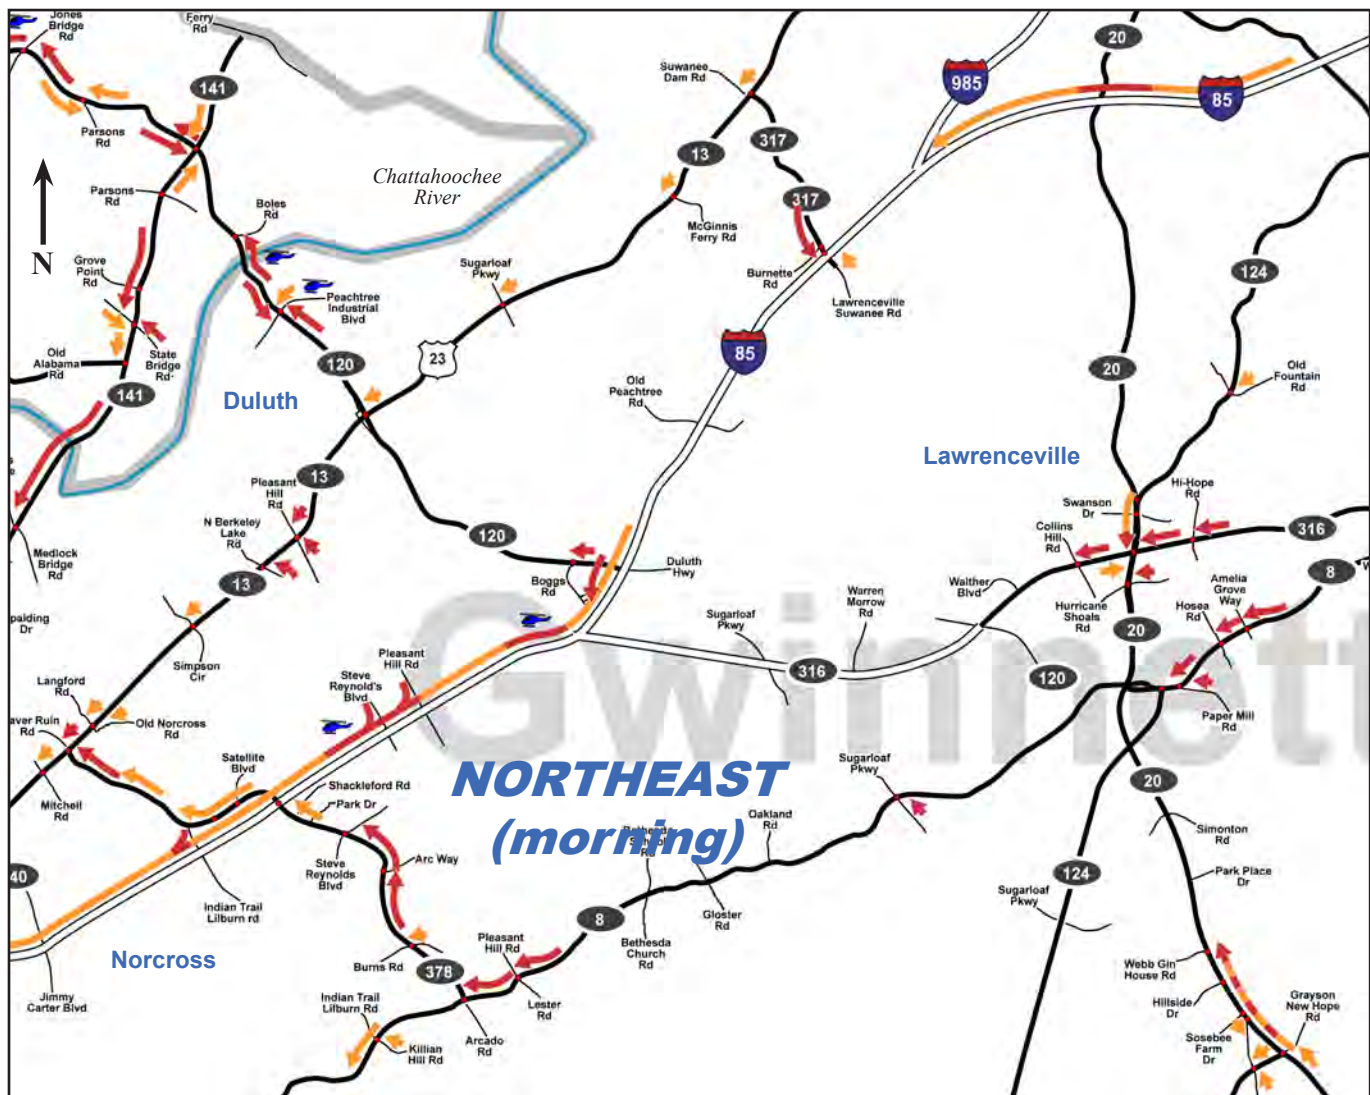 Jones
Bridge
Rd
Ferry
Rd
141
Parsons
Rd
Parsons
Rd
N
Chattahoochee
River
Boles
Rd
Grove
Point
Rd
Peachtree
Industrial
Blvd
State
Bridge
Rd
Old
Alabama
Rd
141
120
Duluth
Medlock
Bridge
Rd
Suwanee
Dam Rd
317
13
317
McGinnis
Ferry Rd
Sugarloaf
Pkwy
23
Burnette
Rd
Lawrenceville
Suwanee Rd
985
20
85
85
124
20
Old
Peachtree
Rd
Old
Fountain
Rd
Lawrenceville
Hi-Hope
Rd
Swanson
Dr
Collins
Hill
Rd
316
8
Pleasant
Hill
Rd
13
N Berkeley
Lake
Rd
13
120
Boggs
Rd
Duluth
Hwy
Simpson
Cir
Langford
Rd
Old Norcross
Rd
Rd
Mitchell
Rd
Pleasant
Hill Rd
Steve
Reynold's
Blvd
Satellite
Blvd
Shackleford Rd
Park Dr
Sugarloaf
Pkwy
Warren
Morrow
Rd
Walther
Blvd
316
120
Hurricane
Shoals
Rd
Amelia
Grove
Way
Hosea
Rd
20
Paper Mill
Rd
Gwinnett
NORTHEAST
(morning)
Sugarloaf
Pkwy
Oakland
Rd
Rd
Steve
Reynolds
Blvd
Arc Way
Indian Trail
Lilburn rd
40
Jimmy
Carter Blvd
Norcross
Burns Rd
378
Pleasant
Hill Rd
8
Bethesda
Church
Rd
Gloster
Rd
Indian Trail
Lilburn Rd
Killian
Hill Rd
Arcado
Rd
Lester
Rd
20
Simonton
Rd
124
Park Place
Dr
Sugarloaf
Pkwy
Webb Gin
House Rd
Hillside
Dr
Sosebee
Farm
Dr
Grayson
New Hope
Rd